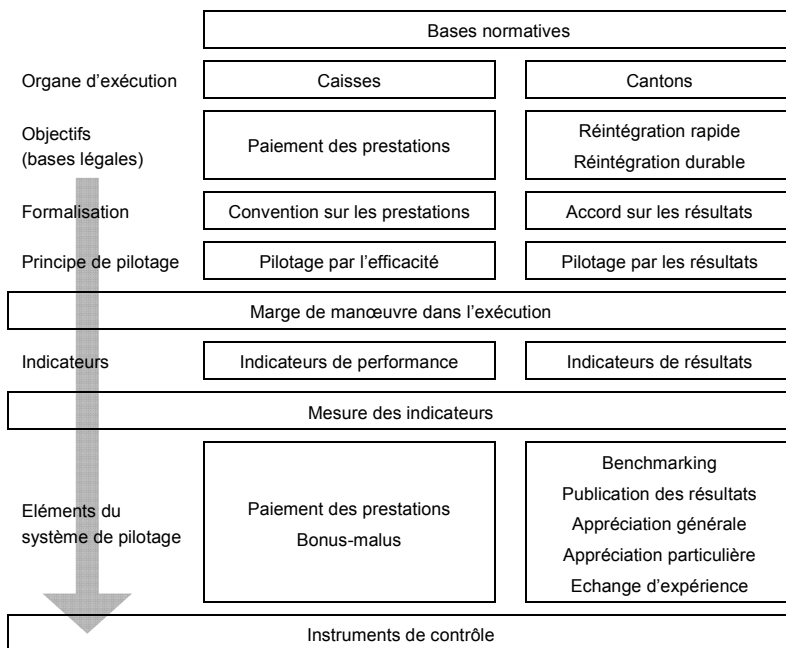 Bases normatives
Organe d’exécution
Caisses
Cantons
Objectifs
(bases légales)
Paiement des prestations
Réintégration rapide
Réintégration durable
Formalisation
Convention sur les prestations
Accord sur les résultats
Principe de pilotage
Pilotage par l’efficacité
Pilotage par les résultats
Marge de manœuvre dans l’exécution
Indicateurs
Indicateurs de performance
Indicateurs de résultats
Mesure des indicateurs
Eléments du
système de pilotage
Paiement des prestations
Bonus-malus
Benchmarking
Publication des résultats
Appréciation générale
Appréciation particulière
Echange d’expérience
Instruments de contrôle